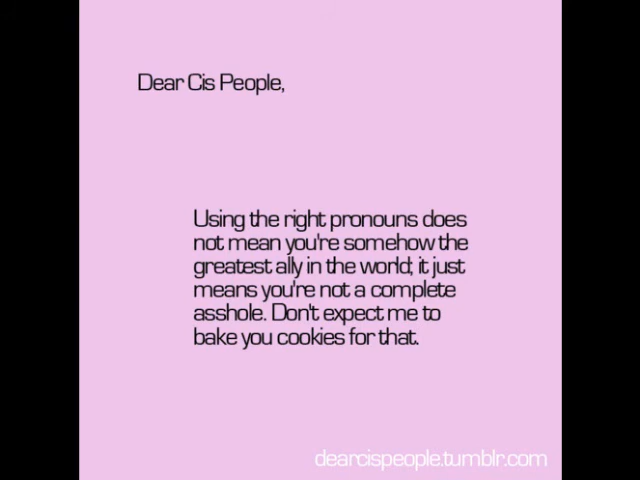 Dear Cis People,
Using the right pronouns does
not mean you're somehow the
greatest ally in the world; it just
means you're not a complete
asshole. Don't expect me to
bake you cookies for that.
dearcispeople.tumblr.com